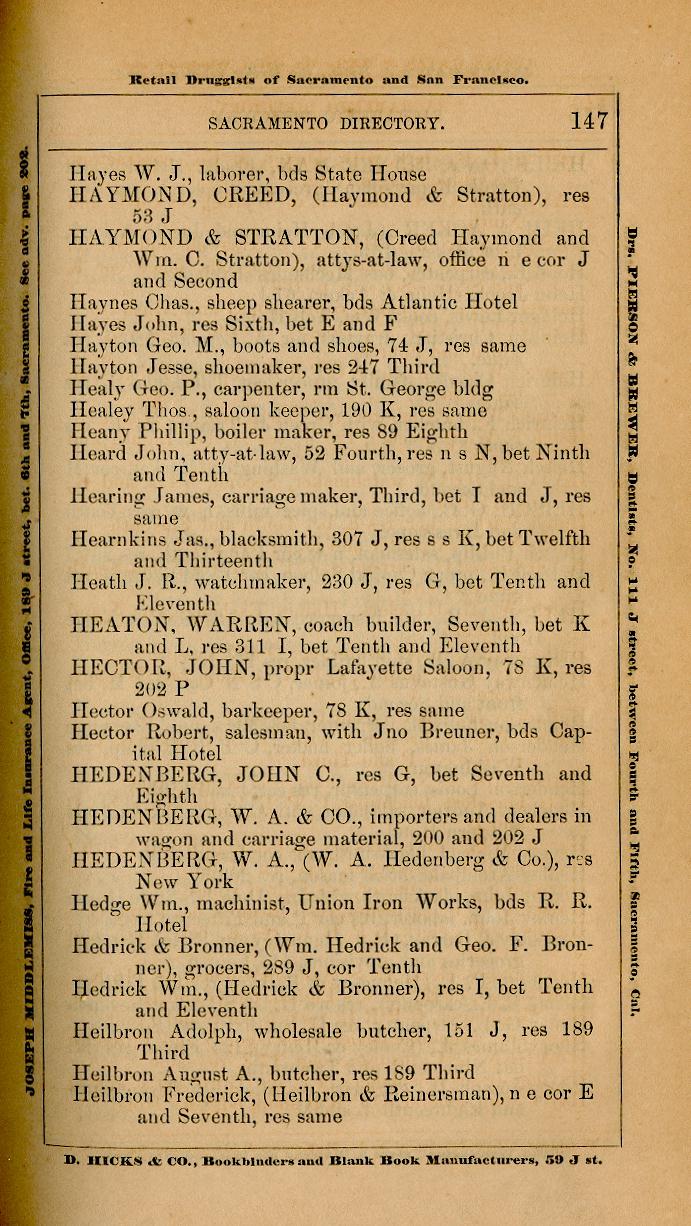 Retail Druggists of Sacramento and San Francisco.
SACRAMENTO DIRECTORY. 147
Hayes W. J., laborer, bds State House
HAYMOND, CREED, (Haymond & Stratton), res
53 J
HAYMOND & STRATTON, (Creed Haymond and
Wm. C. Stratton), attys-at-law, office n e cor J
and Second
Haynes Chas., sheep shearer, bds Atlantic Hotel
Hayes John, res Sixth, bet E and F
Hayton Geo. M., boots and shoes, 74 J, res same
Hayton Jesse, shoemaker, res 247 Third
Healy Geo. P., carpenter, rm St. George bldg
Healey Thos., saloon keeper, 190 K, res same
Heany Phillip, boiler maker, res 89 Eighth
Heard John, atty-at-law, 52 Fourth, res n s N, bet Ninth
and Tenth
Hearing James, carriage maker, Third, bet I and J, res
same
Hearnkins Jas., blacksmith, 307 J, res s s K, bet Twelfth
and Thirteenth
Heath J. R., watchmaker, 230 J, res G, bet Tenth and
Eleventh
HEATON, WARREN, coach builder, Seventh, bet K
and L, res 311 I, bet Tenth and Eleventh
HECTOR, JOHN, propr Lafayette Saloon, 78 K, res
202 P
Hector Oswald, barkeeper, 78 K, res same
Hector Robert, salesman, with Jno Breuner, bds Cap-
ital Hotel
HEDENBERG, JOHN C., res G, bet Seventh and
Eighth
HEDENBERG, W. A. & CO., importers and dealers in
wagon and carriage material, 200 and 202 J
HEDENBERG, W. A., (W. A. Hedenberg & Co.), res
New York
Hedge Wm., machinist, Union Iron Works, bds R. R.
Hotel
Hedrick & Bronner, (Wm. Hedrick and Geo. F. Bron-
ner), grocers, 289 J, cor Tenth
Hedrick Wm., (Hedrick & Bronner), res I, bet Tenth
and Eleventh
Heilbron Adolph, wholesale butcher, 151 J, res 189
Third
Heilbron August A., butcher, res 189 Third
Heilbron Frederick, (Heilbron & Reinersman), n e cor E
and Seventh, res same
D. HICKS & CO., Bookbinders and Blank Book Manufacturers, 59 J st.
JOSEPH MIDDLEMISS, Fire and Life Insurance Agent, Office, 189 J street, bet. 6th and 7th, Sacramento. See adv. page 202.
Drs. PIERSON & BREWER, Dentists, No. 111 J street, between Fourth and Fifth, Sacramento, Cal.